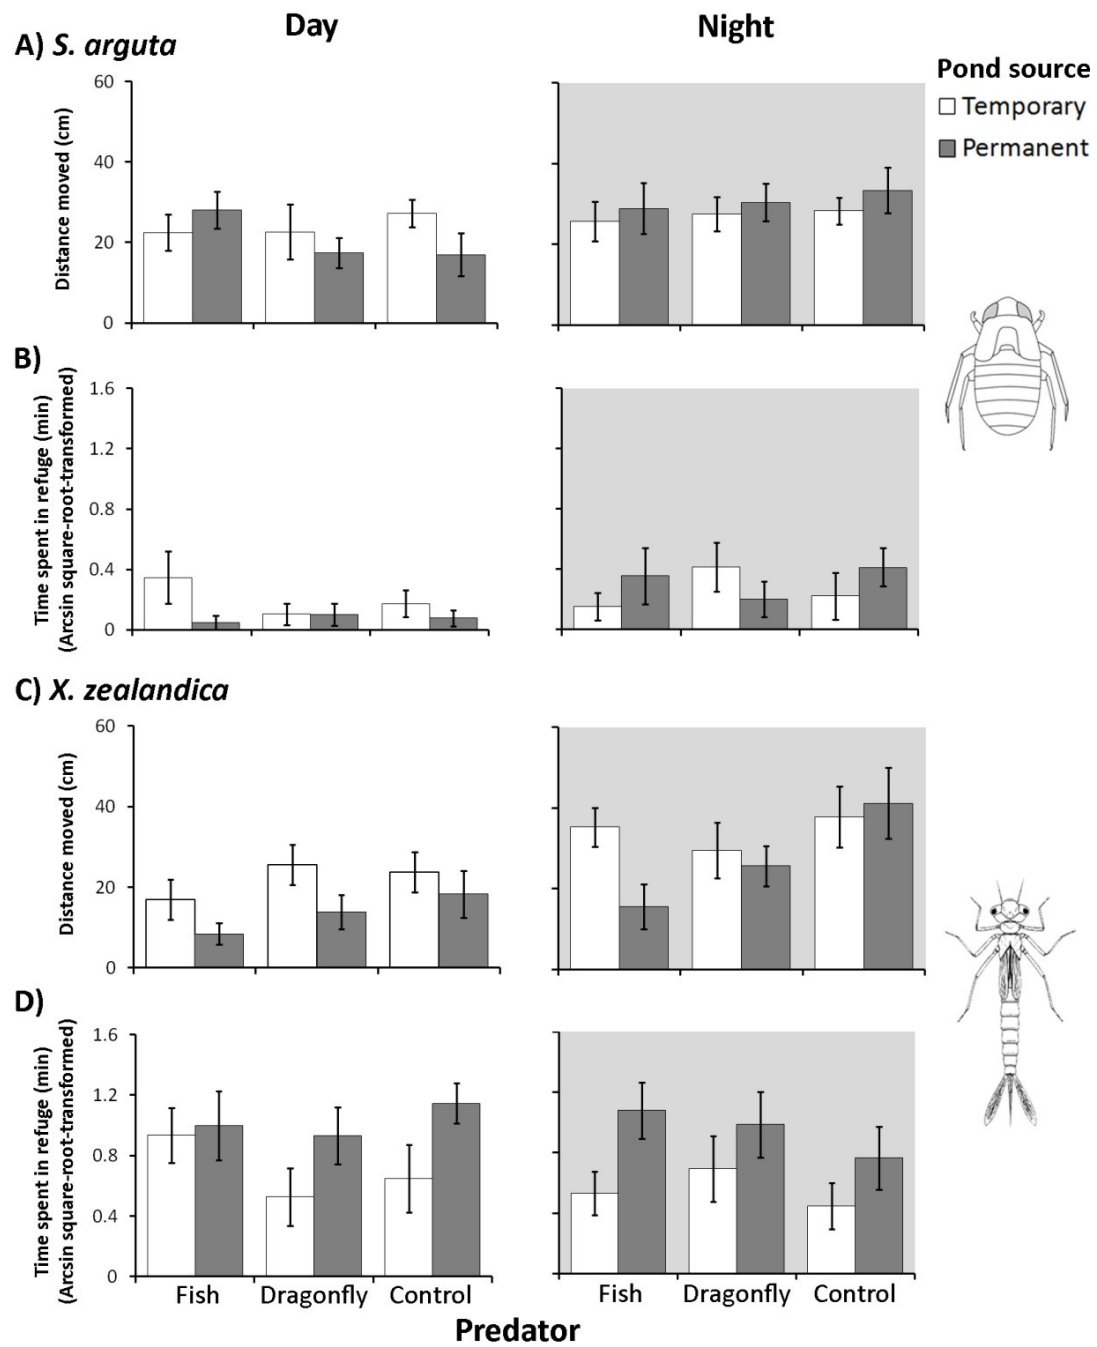 Day
Night
A) S. arguta
Pond source
Temporary
Permanent
Distance moved (cm)
60
40
20
0
B)
Time spent in refuge (min)
(Arcsin square-root-transformed)
1.6
1.2
0.8
0.4
0
C) X. zealandica
Distance moved (cm)
60
40
20
0
D)
Time spent in refuge (min)
(Arcsin square-root-transformed)
1.6
1.2
0.8
0.4
0
Fish Dragonfly Control
Fish Dragonfly Control
Predator